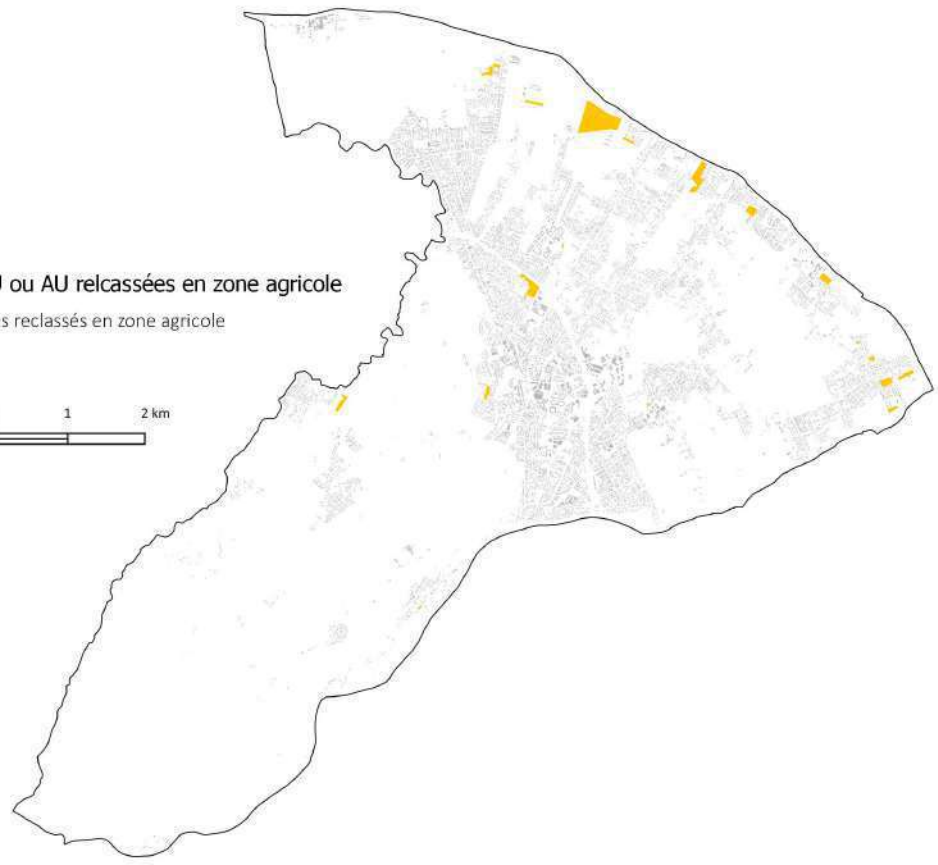 ou AU relcassées en zone agricole
s reclassés en zone agricole
1 2 km